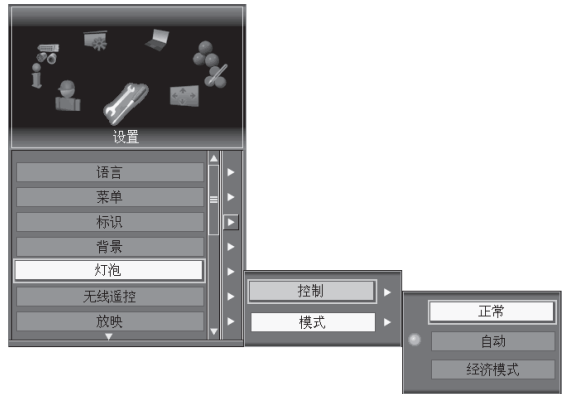 设置
语言
菜单
标识
背景
灯泡
无线遥控
放映
控制
模式
正常
自动
经济模式